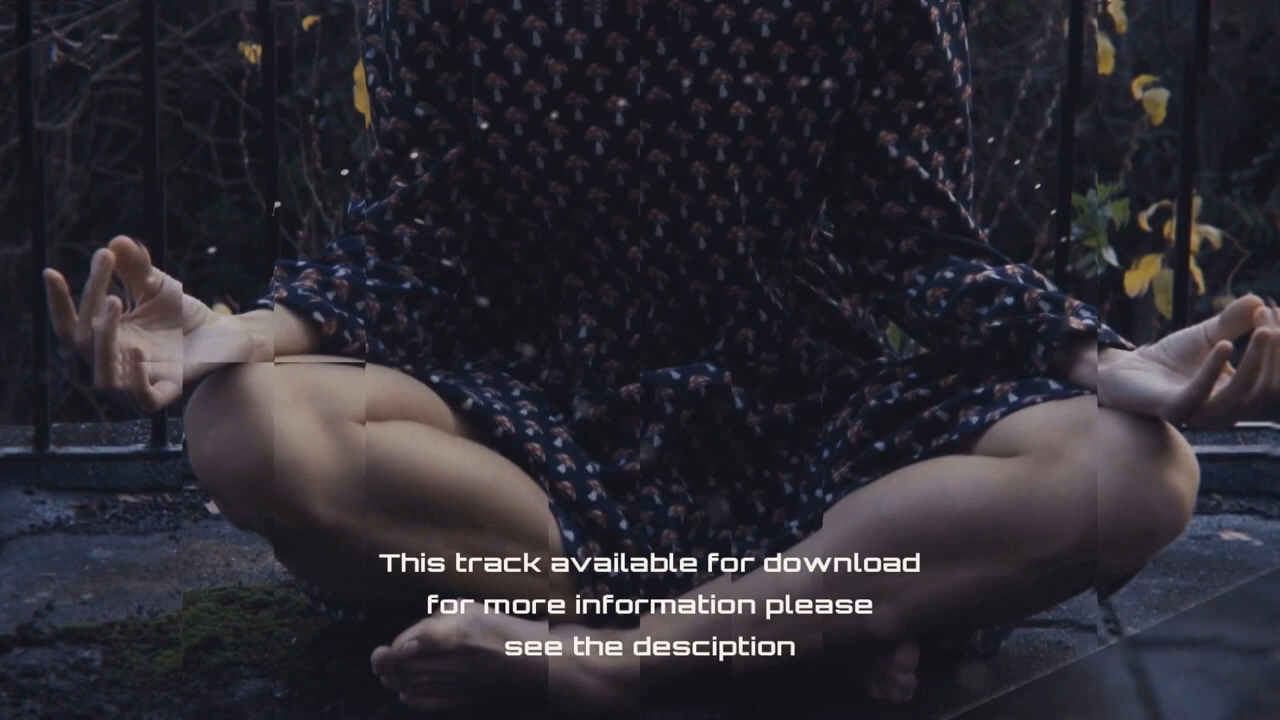 This track available for download
for more information please
see the desciption